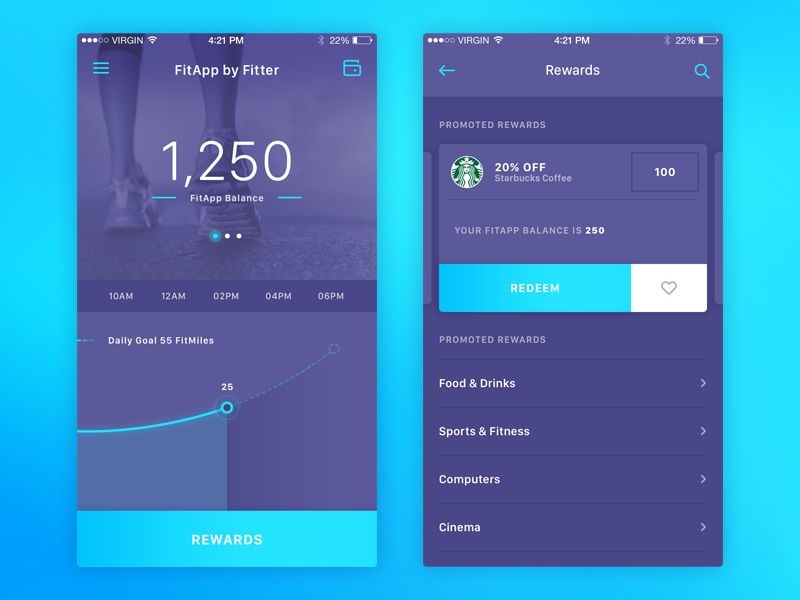 VIRGIN 4:21 PM 22%
FitApp by Fitter
1,250
FitApp Balance
10AM 12AM 02PM 04PM 06PM
Daily Goal 55 FitMiles
25
REWARDS
VIRGIN 4:21 PM 22%
Rewards
PROMOTED REWARDS
20% OFF
Starbucks Coffee
100
YOUR FITAPP BALANCE IS 250
REDEEM
PROMOTED REWARDS
Food & Drinks
Sports & Fitness
Computers
Cinema